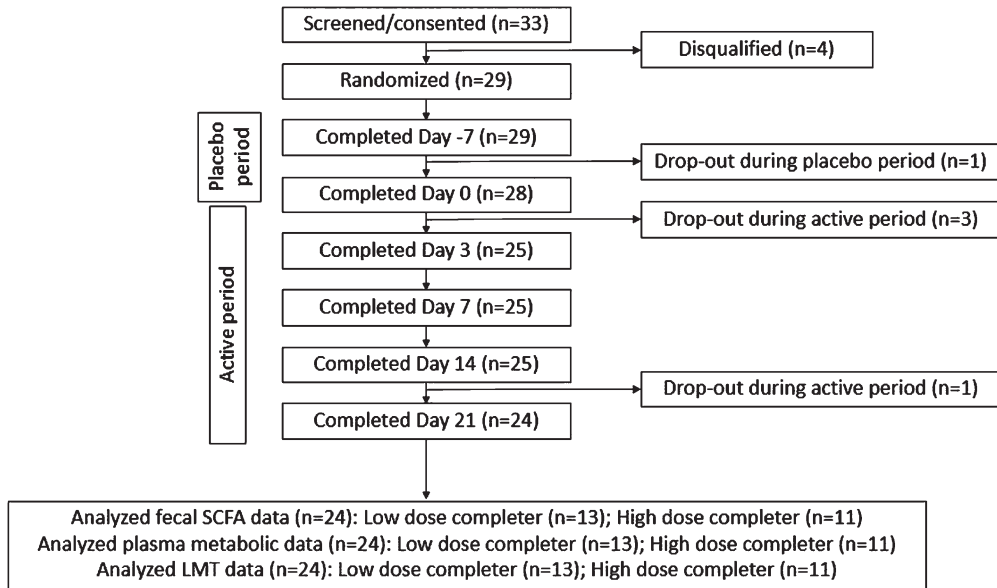 Screened/consented (n=33)
Disqualified (n=4)
Randomized (n=29)
Placebo
period
Completed Day -7 (n=29)
Drop-out during placebo period (n=1)
Completed Day 0 (n=28)
Drop-out during active period (n=3)
Active period
Completed Day 3 (n=25)
Completed Day 7 (n=25)
Completed Day 14 (n=25)
Drop-out during active period (n=1)
Completed Day 21 (n=24)
Analyzed fecal SCFA data (n=24): Low dose completer (n=13); High dose completer (n=11)
Analyzed plasma metabolic data (n=24): Low dose completer (n=13); High dose completer (n=11)
Analyzed LMT data (n=24): Low dose completer (n=13); High dose completer (n=11)